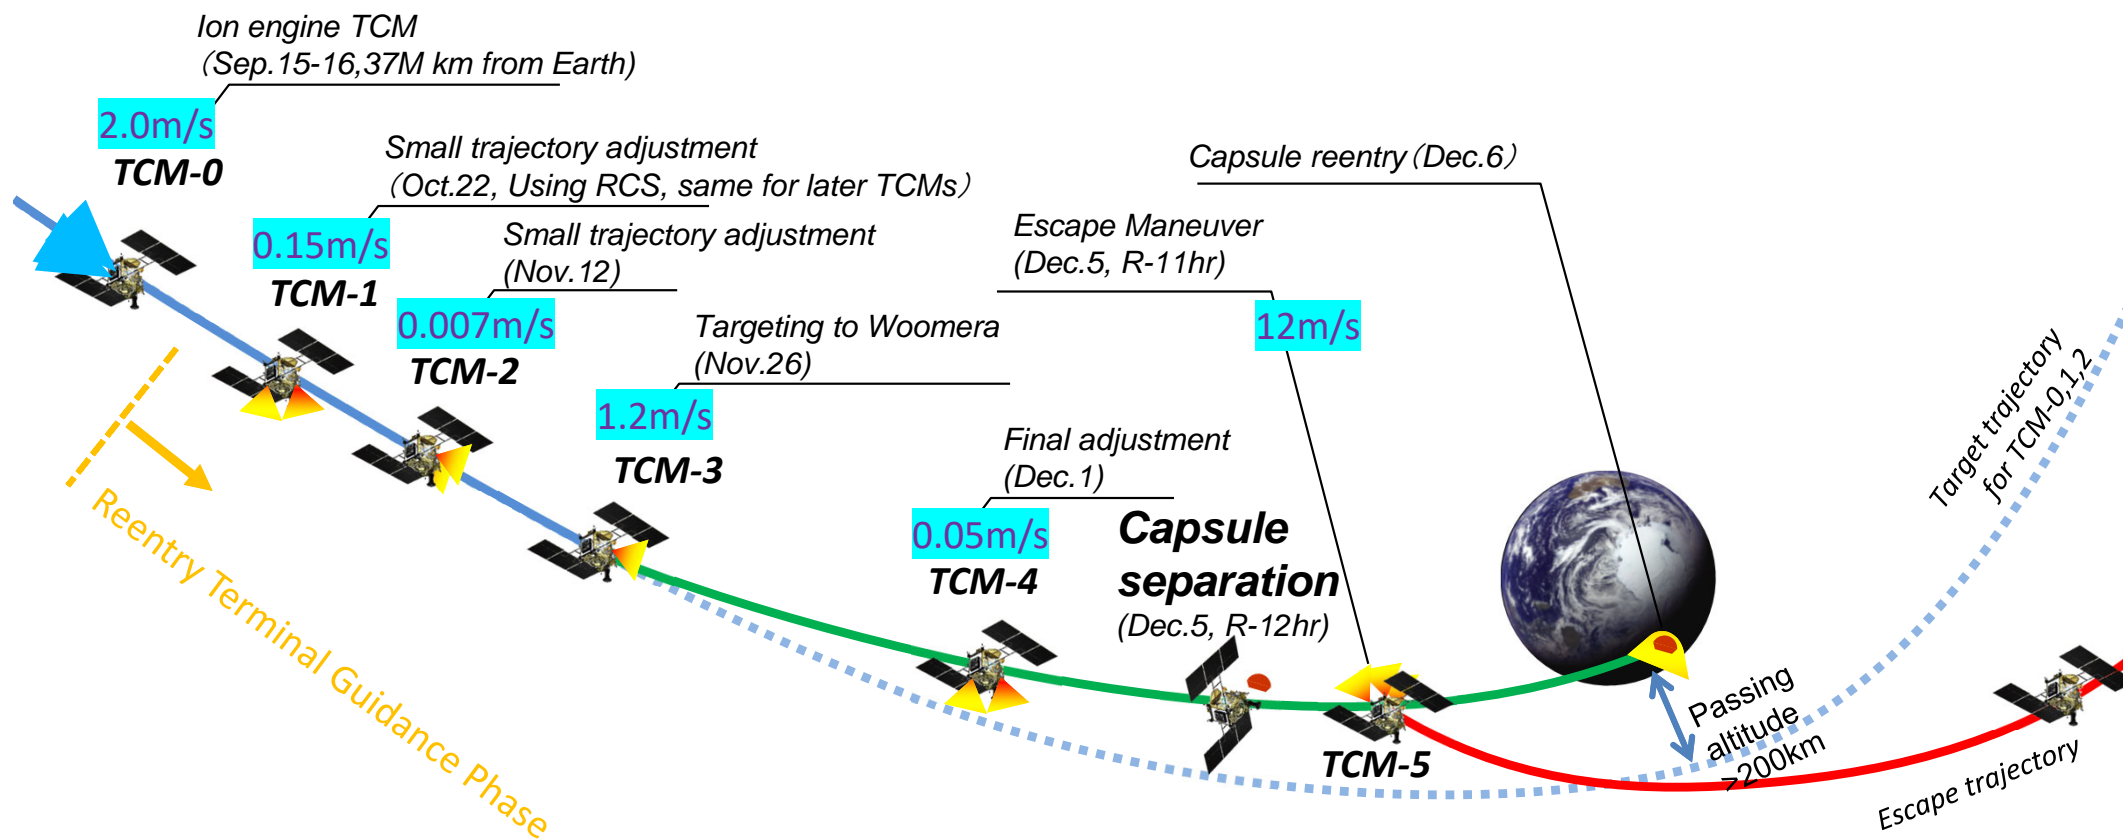 Ion engine TCM
(Sep.15-16,37M km from Earth)
2.0m/s
TCM-0
Small trajectory adjustment
(Oct.22, Using RCS, same for later TCMs)
0.15m/s
TCM-1
Small trajectory adjustment
(Nov.12)
0.007m/s
TCM-2
Targeting to Woomera
(Nov.26)
1.2m/s
TCM-3
Final adjustment
(Dec.1)
0.05m/s
TCM-4
Capsule
separation
(Dec.5, R-12hr)
Escape Maneuver
(Dec.5, R-11hr)
12m/s
TCM-5
Capsule reentry(Dec.6)
Target trajectory
for TCM-0,1,2
Passing
altitude
>200km
Escape trajectory
Reentry Terminal Guidance Phase